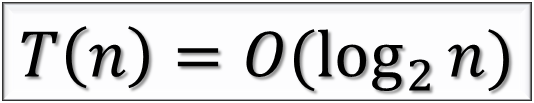 T(n) = O(log₂ n)